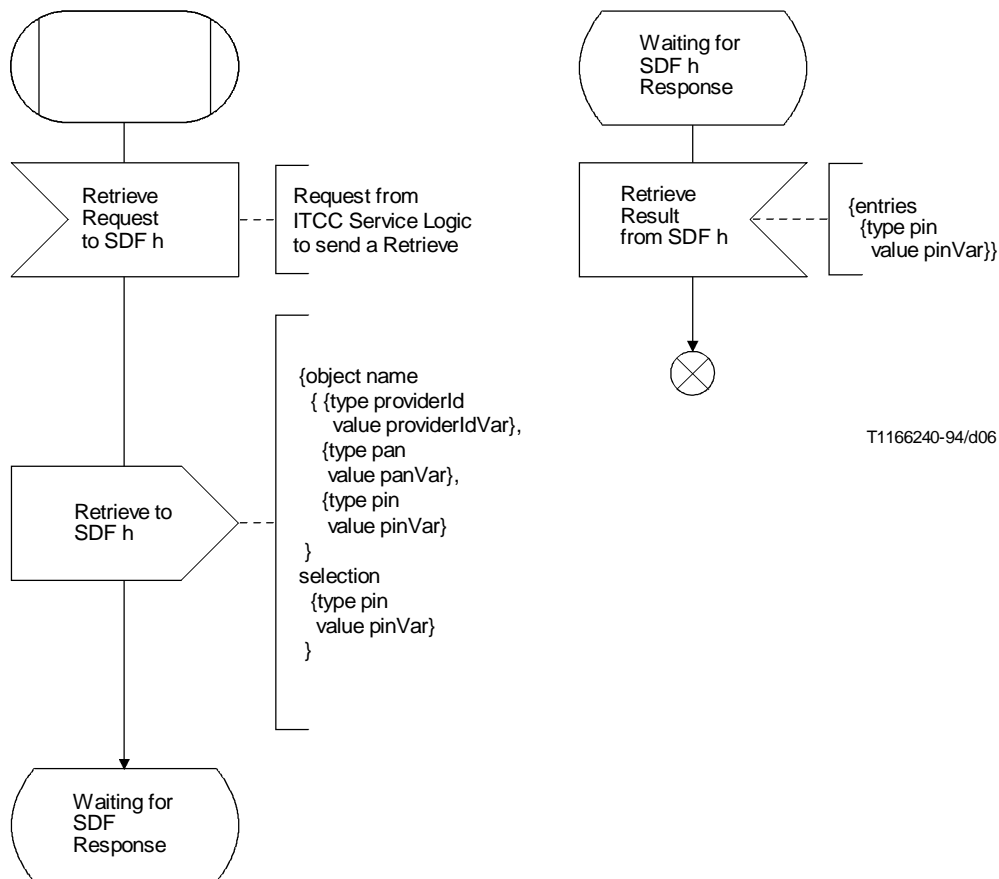 Retrieve
Request
to SDF h
Request from
ITCC Service Logic
to send a Retrieve
{object name
{ {type providerId
value providerIdVar},
{type pan
value panVar},
{type pin
value pinVar}
}
selection
{type pin
value pinVar}
}
Retrieve to
SDF h
Waiting for
SDF
Response
Waiting for
SDF h
Response
Retrieve
Result
from SDF h
{entries
{type pin
value pinVar}}
T1166240-94/d06